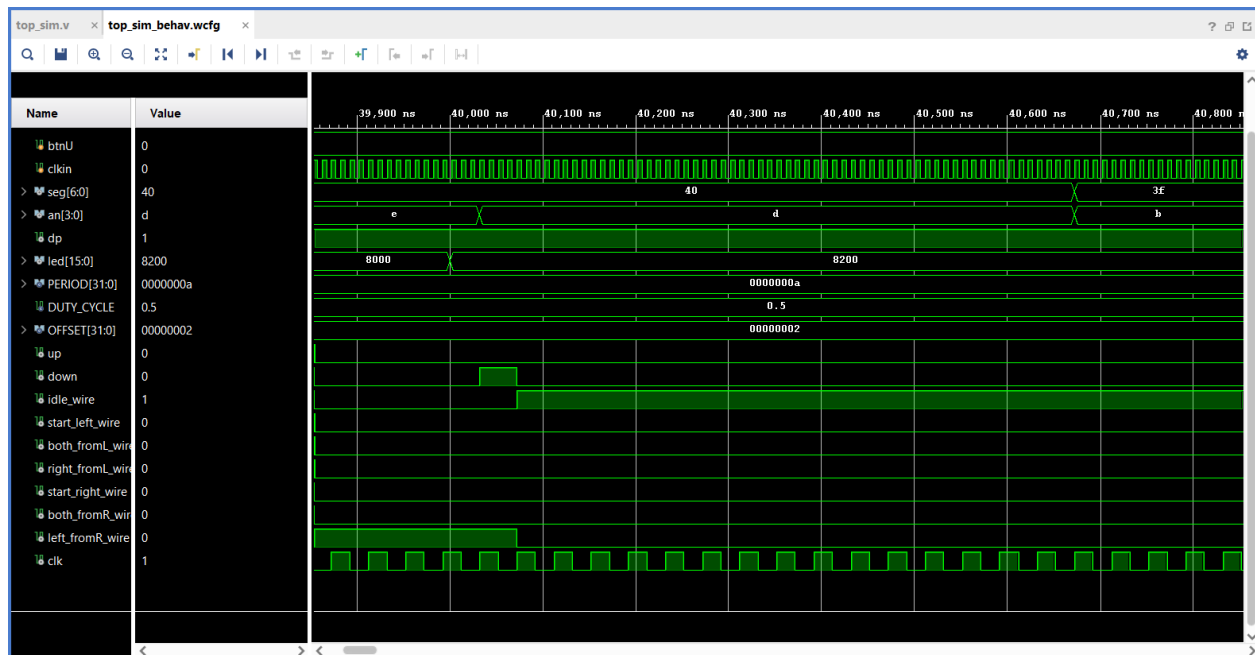 top_sim.v × top_sim_behav.wcfg × ?
Name Value
39,900 ns 40,000 ns 40,100 ns 40,200 ns 40,300 ns 40,400 ns 40,500 ns 40,600 ns 40,700 ns 40,800 n
btnU 0
clkin 0
seg[6:0] 40 40 3f
an[3:0] d e d b
dp 1
led[15:0] 8200 8000 8200
PERIOD[31:0] 0000000a 0000000a
DUTY_CYCLE 0.5 0.5
OFFSET[31:0] 00000002 00000002
up 0
down 0
idle_wire 1
start_left_wire 0
both_fromL_wire 0
right_fromL_wire 0
start_right_wire 0
both_fromR_wir 0
left_fromR_wire 0
clk 1